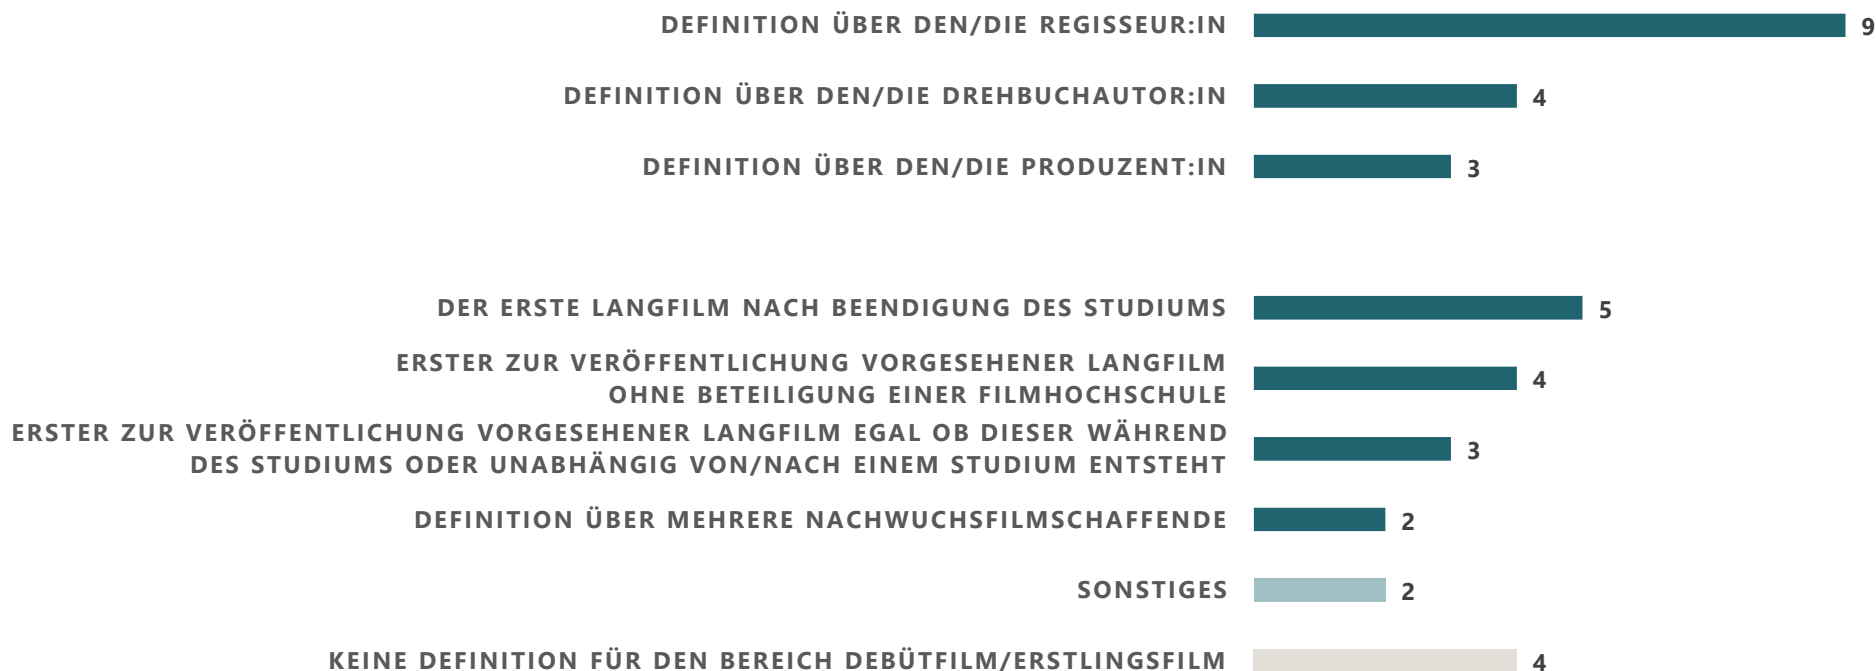 DEFINITION ÜBER DEN/DIE REGISSEUR:IN 9
DEFINITION ÜBER DEN/DIE DREHBUCHAUTOR:IN 4
DEFINITION ÜBER DEN/DIE PRODUZENT:IN 3
DER ERSTE LANGFILM NACH BEENDIGUNG DES STUDIUMS 5
ERSTER ZUR VERÖFFENTLICHUNG VORGESEHENER LANGFILM
OHNE BETEILIGUNG EINER FILMHOCHSCHULE 4
ERSTER ZUR VERÖFFENTLICHUNG VORGESEHENER LANGFILM EGAL OB DIESER WÄHREND
DES STUDIUMS ODER UNABHÄNGIG VON/NACH EINEM STUDIUM ENTSTEHT 3
DEFINITION ÜBER MEHRERE NACHWUCHSFILMSCHAFFENDE 2
SONSTIGES 2
KEINE DEFINITION FÜR DEN BEREICH DEBÜTFILM/ERSTLINGSFILM 4